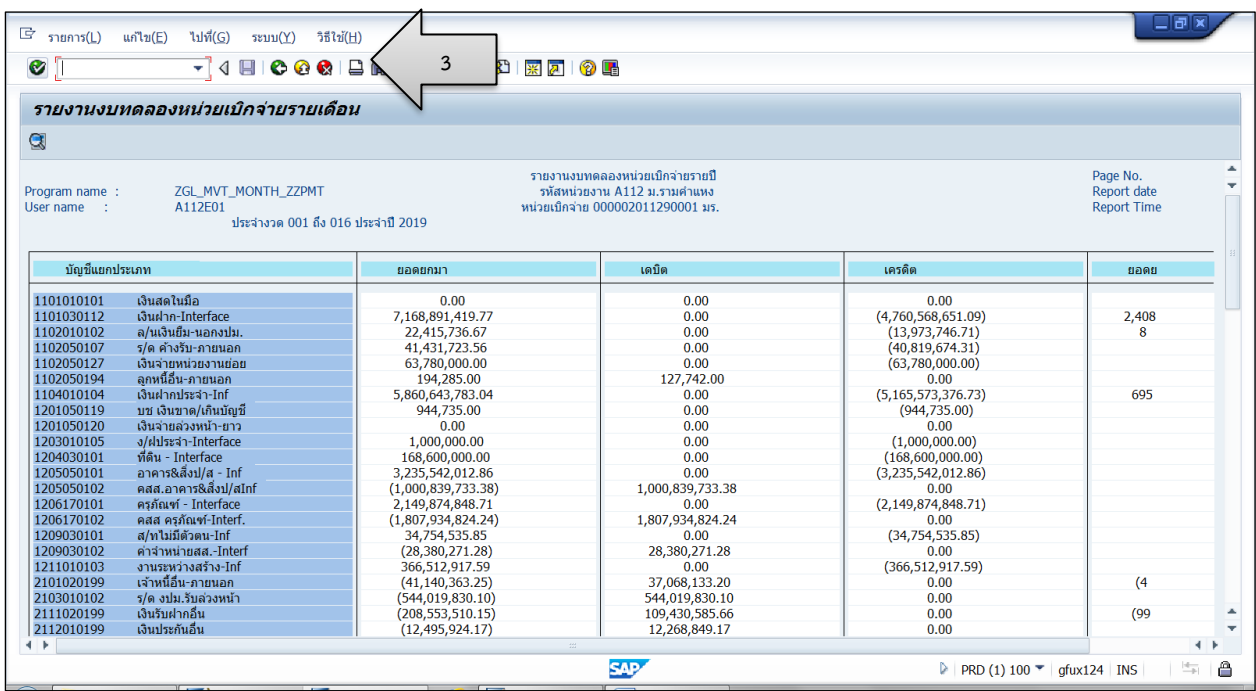 รายการ(L) แก้ไข(E) ไปที่(G) ระบบ(Y) วิธีใช้(H)
3
รายงานงบทดลองหน่วยเบิกจ่ายรายเดือน
รายงานงบทดลองหน่วยเบิกจ่ายรายปี Page No.
Program name : ZGL_MVT_MONTH_ZZPMT รหัสหน่วยงาน A112 ม.รามคำแหง Report date
User name : A112E01 หน่วยเบิกจ่าย 000002011290001 มร. Report Time
ประจำงวด 001 ถึง 016 ประจำปี 2019
บัญชีแยกประเภท ยอดยกมา เดบิต เครดิต ยอดย
1101010101 เงินสดในมือ 0.00 0.00 0.00
1101030112 เงินฝาก-Interface 7,168,891,419.77 0.00 (4,760,568,651.09) 2,408
1102010102 ล/นเงินยืม-นอกงปม. 22,415,736.67 0.00 (13,973,746.71) 8
1102050107 ร/ด ค้างรับ-ภายนอก 41,431,723.56 0.00 (40,819,674.31)
1102050127 เงินจ่ายหน่วยงานย่อย 63,780,000.00 0.00 (63,780,000.00)
1102050194 ลูกหนี้อื่น-ภายนอก 194,285.00 127,742.00 0.00
1104010104 เงินฝากประจำ-Inf 5,860,643,783.04 0.00 (5,165,573,376.73) 695
1201050119 บช เงินขาด/เกินบัญชี 944,735.00 0.00 (944,735.00)
1201050120 เงินจ่ายล่วงหน้า-ยาว 0.00 0.00 0.00
1203010105 ง/ฝประจำ-Interface 1,000,000.00 0.00 (1,000,000.00)
1204030101 ที่ดิน - Interface 168,600,000.00 0.00 (168,600,000.00)
1205050101 อาคาร&สิ่งป/ส - Inf 3,235,542,012.86 0.00 (3,235,542,012.86)
1205050102 คสส.อาคาร&สิ่งป/สInf (1,000,839,733.38) 1,000,839,733.38 0.00
1206170101 ครุภัณฑ์ - Interface 2,149,874,848.71 0.00 (2,149,874,848.71)
1206170102 คสส ครุภัณฑ์-Interf. (1,807,934,824.24) 1,807,934,824.24 0.00
1209030101 ส/ทไม่มีตัวตน-Inf 34,754,535.85 0.00 (34,754,535.85)
1209030102 ค่าจำหน่ายสส.-Interf (28,380,271.28) 28,380,271.28 0.00
1211010103 งานระหว่างสร้าง-Inf 366,512,917.59 0.00 (366,512,917.59)
2101020199 เจ้าหนี้อื่น-ภายนอก (41,140,363.25) 37,068,133.20 0.00 (4
2103010102 ร/ด งปม.รับล่วงหน้า (544,019,830.10) 544,019,830.10 0.00
2111020199 เงินรับฝากอื่น (208,553,510.15) 109,430,585.66 0.00 (99
2112010199 เงินประกันอื่น (12,495,924.17) 12,268,849.17 0.00
SAP PRD (1) 100 gfux124 INS